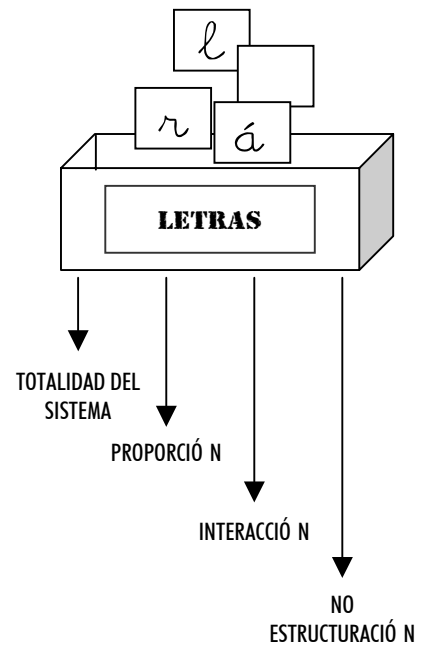 l
r
á
LETRAS
TOTALIDAD DEL
SISTEMA
PROPORCIÓ N
INTERACCIÓ N
NO
ESTRUCTURACIÓ N